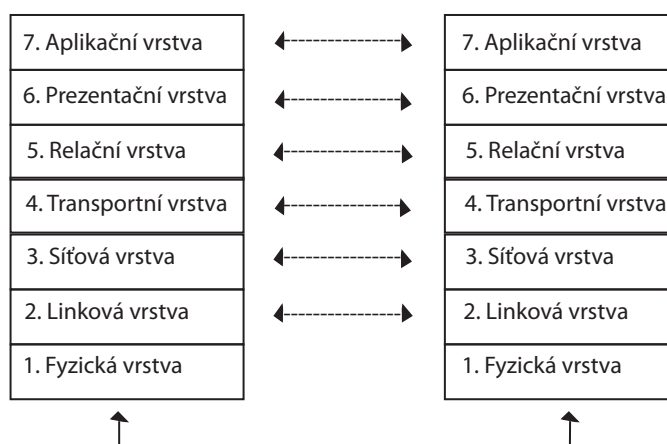 7. Aplikační vrstva
6. Prezentační vrstva
5. Relační vrstva
4. Transportní vrstva
3. Síťová vrstva
2. Linková vrstva
1. Fyzická vrstva
7. Aplikační vrstva
6. Prezentační vrstva
5. Relační vrstva
4. Transportní vrstva
3. Síťová vrstva
2. Linková vrstva
1. Fyzická vrstva